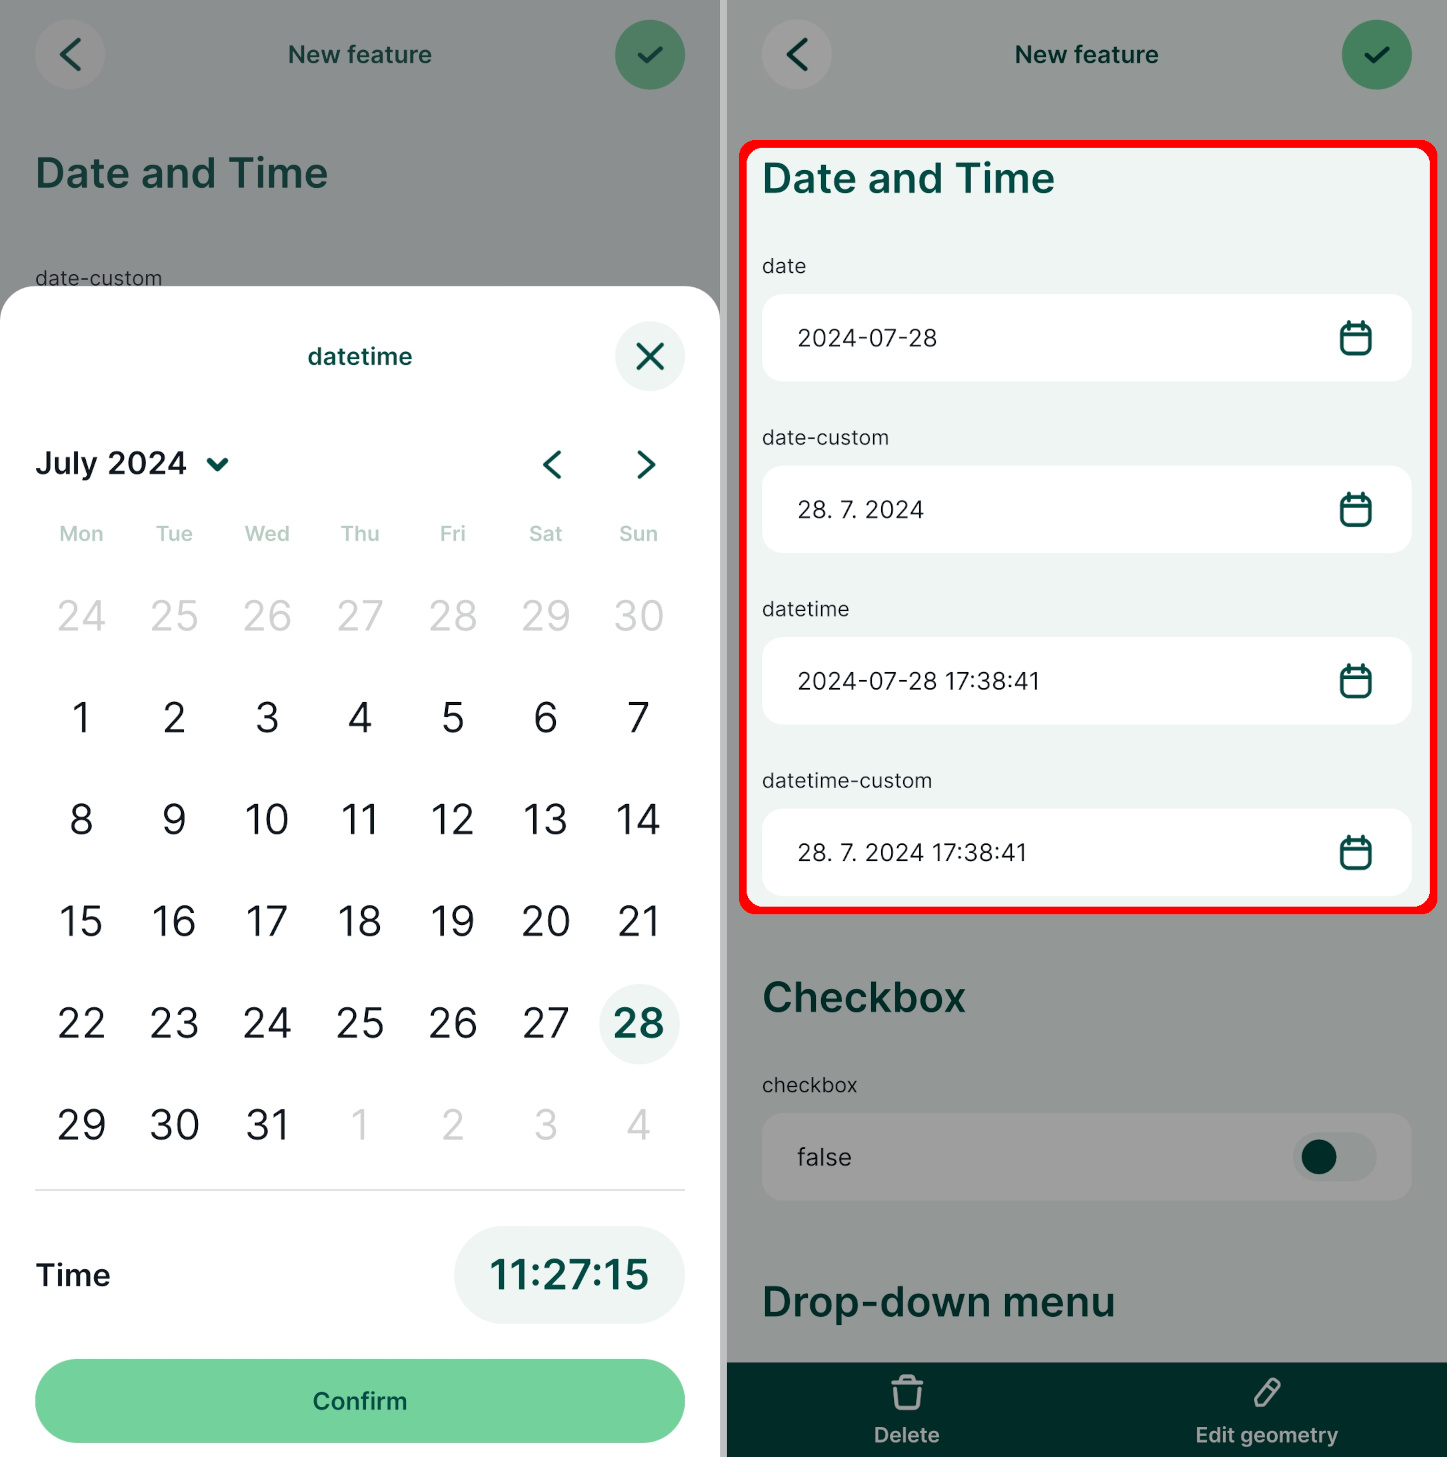 New feature
Date and Time
date-custom
datetime
July 2024
Mon Tue Wed Thu Fri Sat Sun
24 25 26 27 28 29 30
1 2 3 4 5 6 7
8 9 10 11 12 13 14
15 16 17 18 19 20 21
22 23 24 25 26 27 28
29 30 31 1 2 3 4
Time 11:27:15
Confirm
New feature
Date and Time
date
2024-07-28
date-custom
28. 7. 2024
datetime
2024-07-28 17:38:41
datetime-custom
28. 7. 2024 17:38:41
Checkbox
checkbox
false
Drop-down menu
Delete Edit geometry